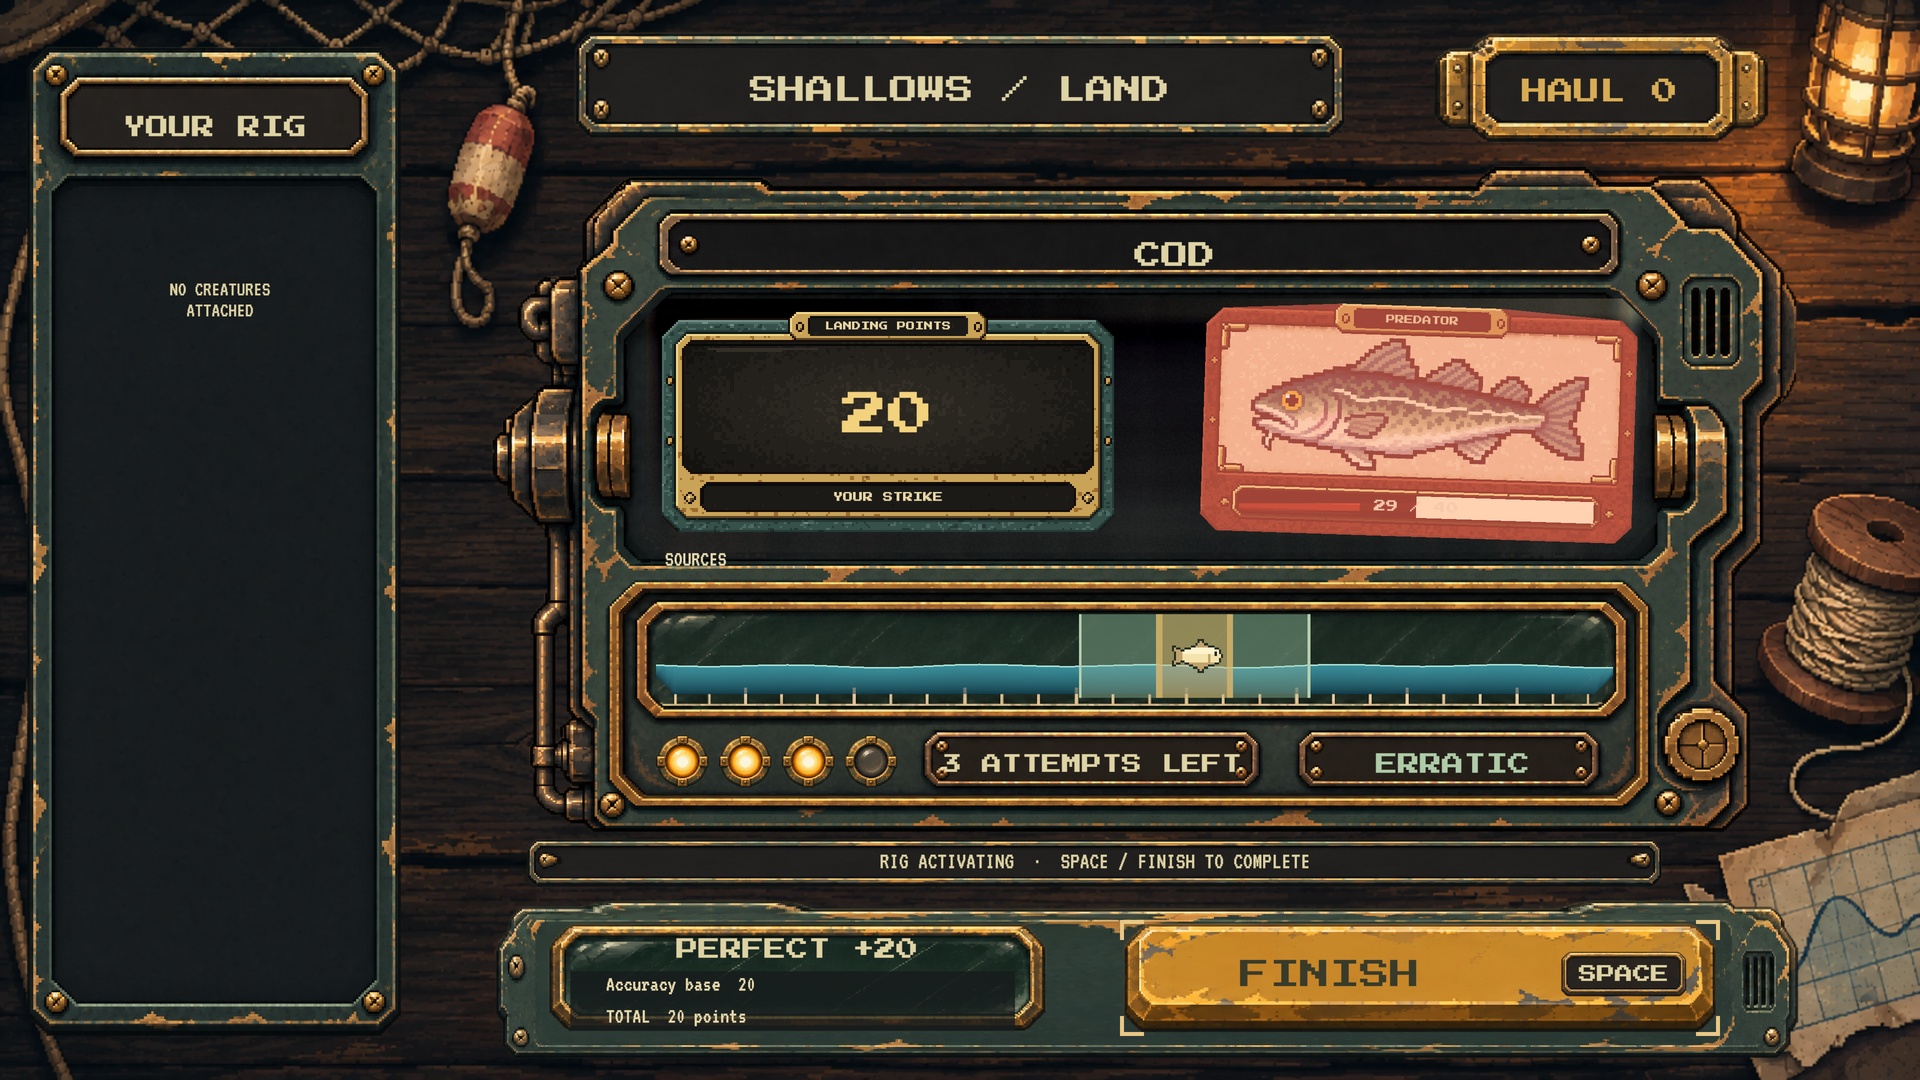 YOUR RIG
NO CREATURES
ATTACHED
SHALLOWS / LAND
HAUL 0
COD
LANDING POINTS
20
YOUR STRIKE
PREDATOR
29 / 40
SOURCES
3 ATTEMPTS LEFT
ERRATIC
RIG ACTIVATING · SPACE / FINISH TO COMPLETE
PERFECT +20
Accuracy base 20
TOTAL 20 points
FINISH
SPACE